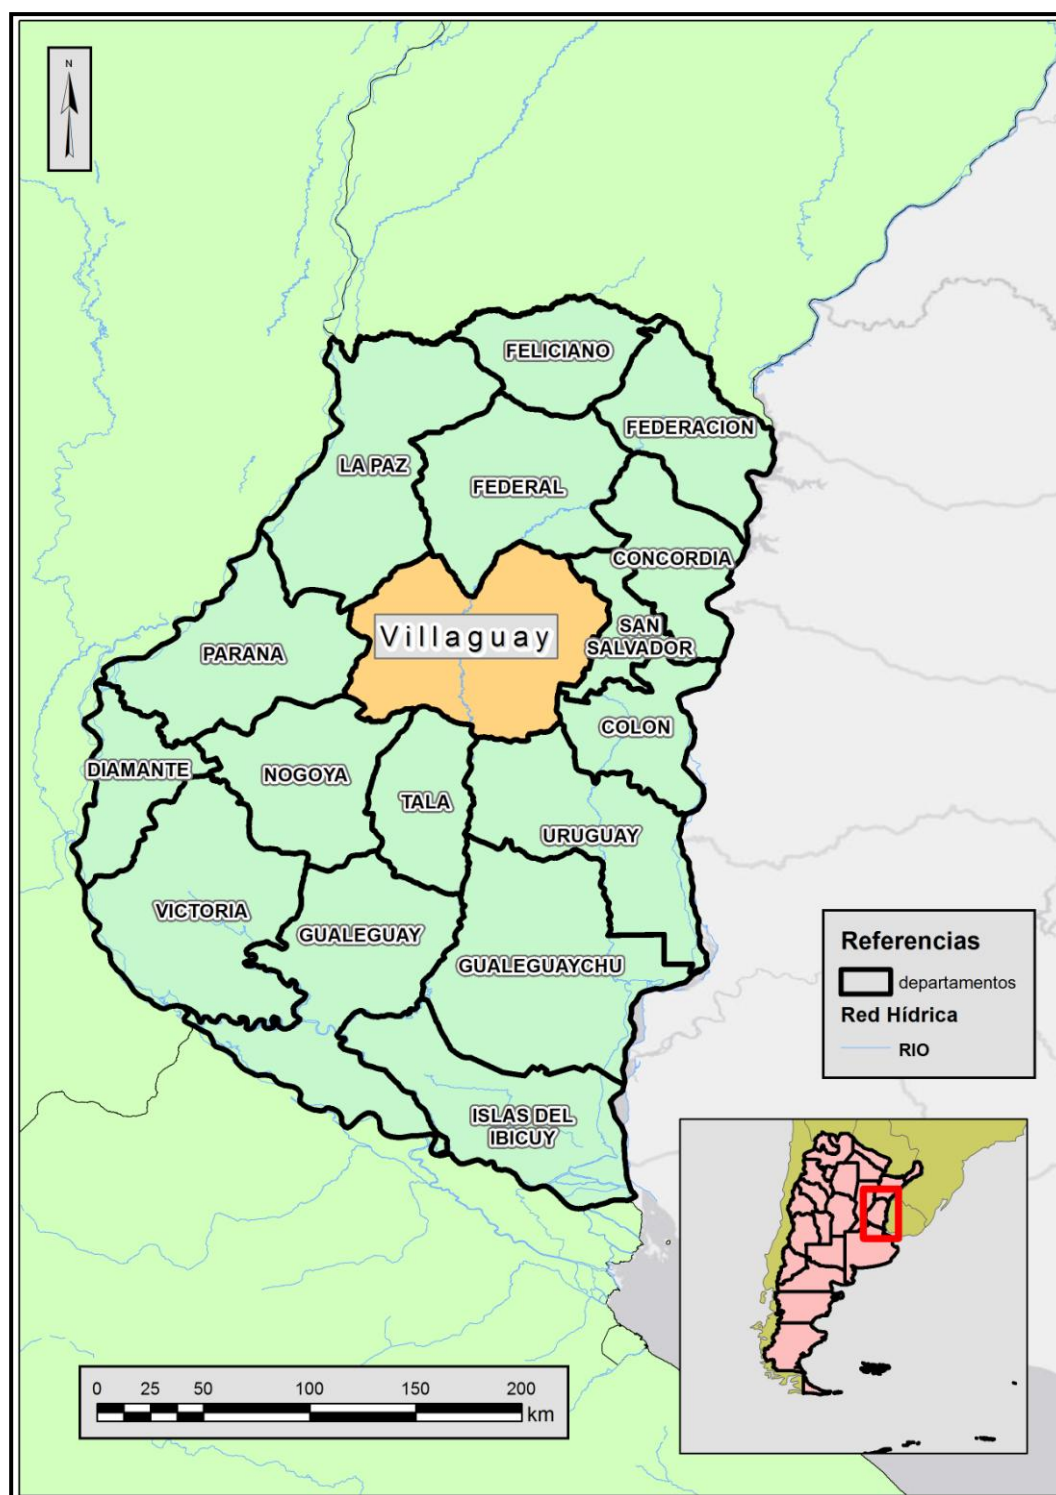 N
FELICIANO
FEDERACION
LA PAZ
FEDERAL
CONCORDIA
SAN
SALVADOR
Villaguay
PARANA
COLON
DIAMANTE
NOGOYA
TALA
URUGUAY
VICTORIA
GUALEGUAY
GUALEGUAYCHU
ISLAS DEL
IBICUY
Referencias
departamentos
Red Hídrica
RIO
0 25 50 100 150 200
km